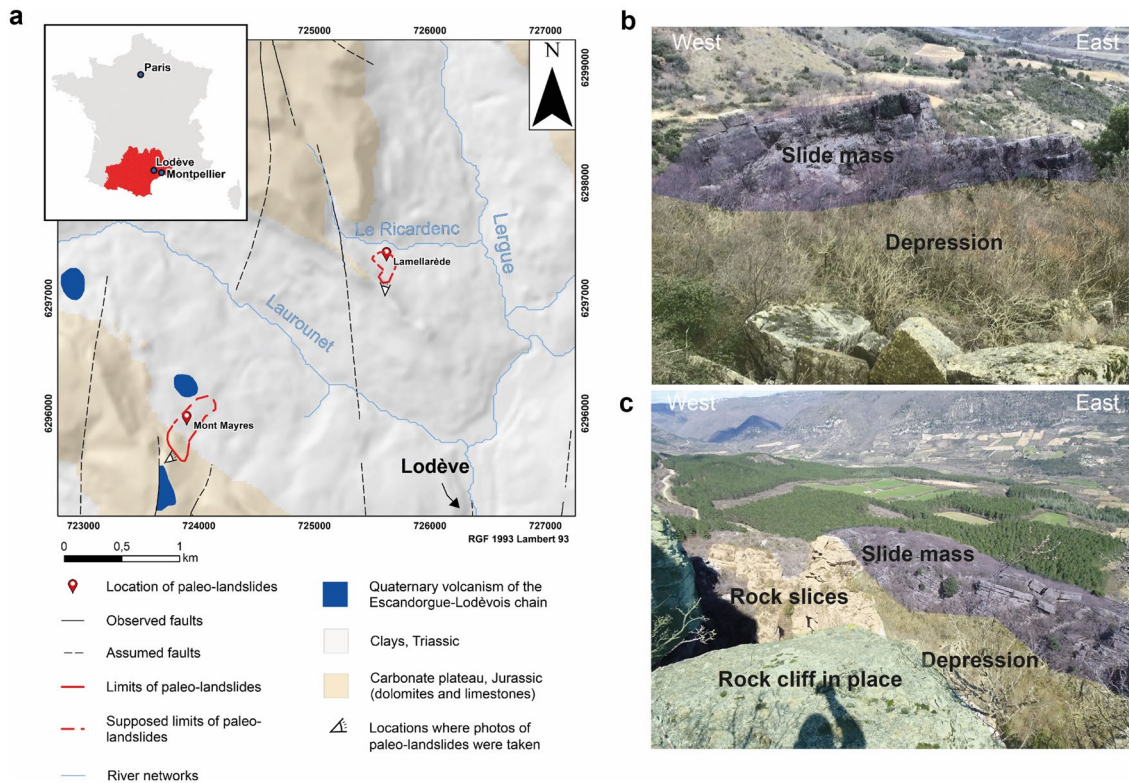 a
725000
726000
727000
Paris
Lodève
Montpellier
N
6299000
6298000
6297000
6296000
Le Ricardenc
Lergue
Lamellarède
Laurounet
6297000
6296000
Mont Mayres
Lodève
723000
724000
725000
726000
727000
RGF 1993 Lambert 93
0
0,5
1
km
Location of paleo-landslides
Observed faults
Assumed faults
Limits of paleo-landslides
Supposed limits of paleo-
landslides
River networks
Quaternary volcanism of the
Escandorgue-Lodèvois chain
Clays, Triassic
Carbonate plateau, Jurassic
(dolomites and limestones)
Locations where photos of
paleo-landslides were taken
b
West
East
Slide mass
Depression
c
West
East
Slide mass
Rock slices
Depression
Rock cliff in place